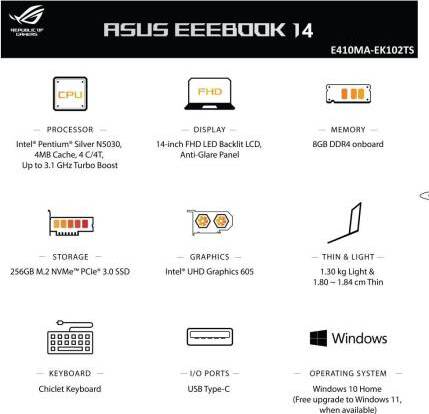 REPUBLIC OF
GAMERS
ASUS EEEBOOK 14
E410MA-EK102TS
CPU
FHD
PROCESSOR
DISPLAY
MEMORY
Intel® Pentium® Silver N5030,
4MB Cache, 4 C/4T,
Up to 3.1 GHz Turbo Boost
14-inch FHD LED Backlit LCD,
Anti-Glare Panel
8GB DDR4 onboard
STORAGE
GRAPHICS
THIN & LIGHT
256GB M.2 NVMe™ PCIe® 3.0 SSD
Intel® UHD Graphics 605
1.30 kg Light &
1.80 ~ 1.84 cm Thin
Windows
KEYBOARD
I/O PORTS
OPERATING SYSTEM
Chiclet Keyboard
USB Type-C
Windows 10 Home
(Free upgrade to Windows 11,
when available)